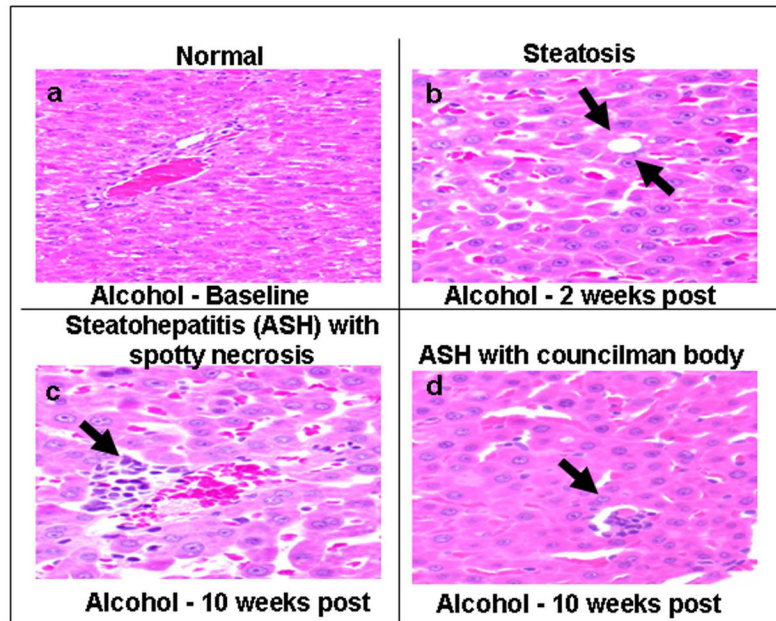 Normal
a
Alcohol - Baseline
Steatosis
b
Alcohol - 2 weeks post
Steatohepatitis (ASH) with
spotty necrosis
c
Alcohol - 10 weeks post
ASH with councilman body
d
Alcohol - 10 weeks post